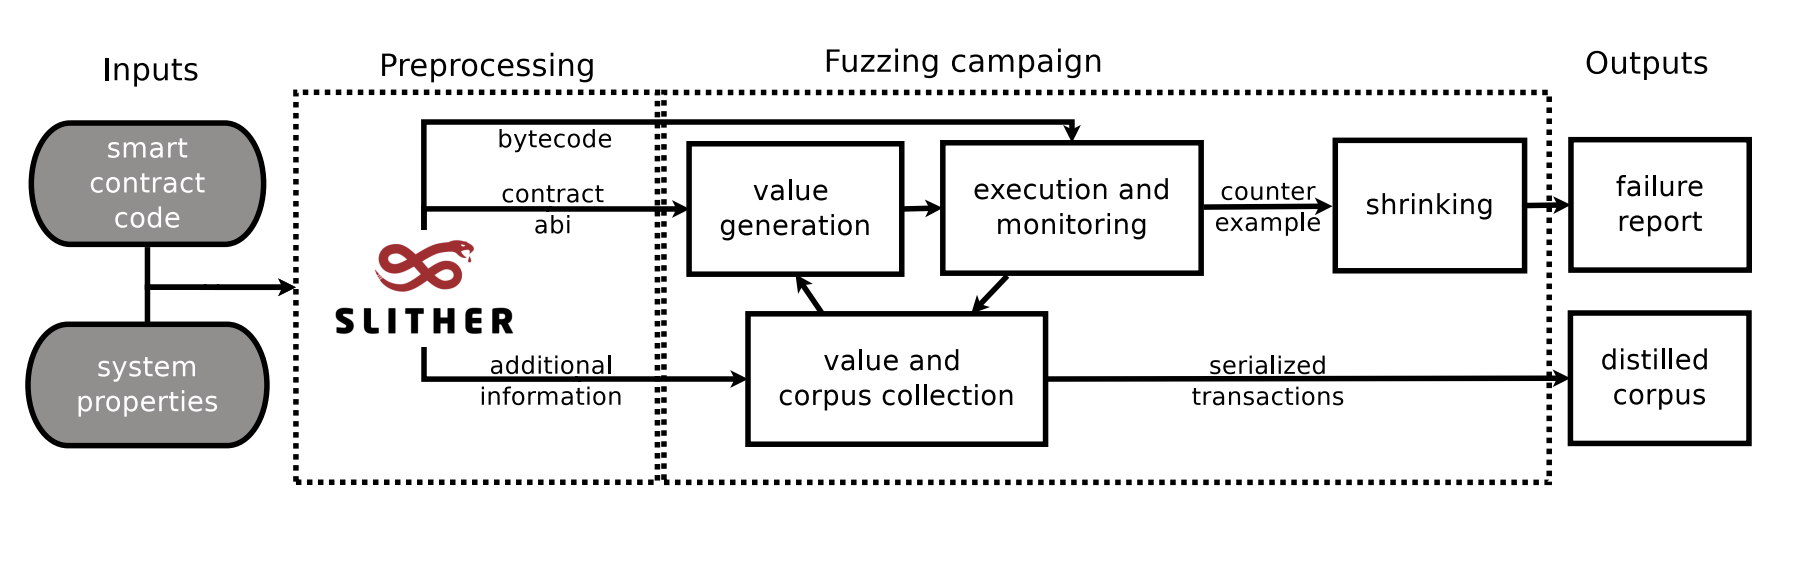 Inputs
Preprocessing
Fuzzing campaign
Outputs
smart
contract
code
system
properties
bytecode
contract
abi
SLITHER
additional
information
value
generation
execution and
monitoring
counter
example
shrinking
failure
report
value and
corpus collection
serialized
transactions
distilled
corpus